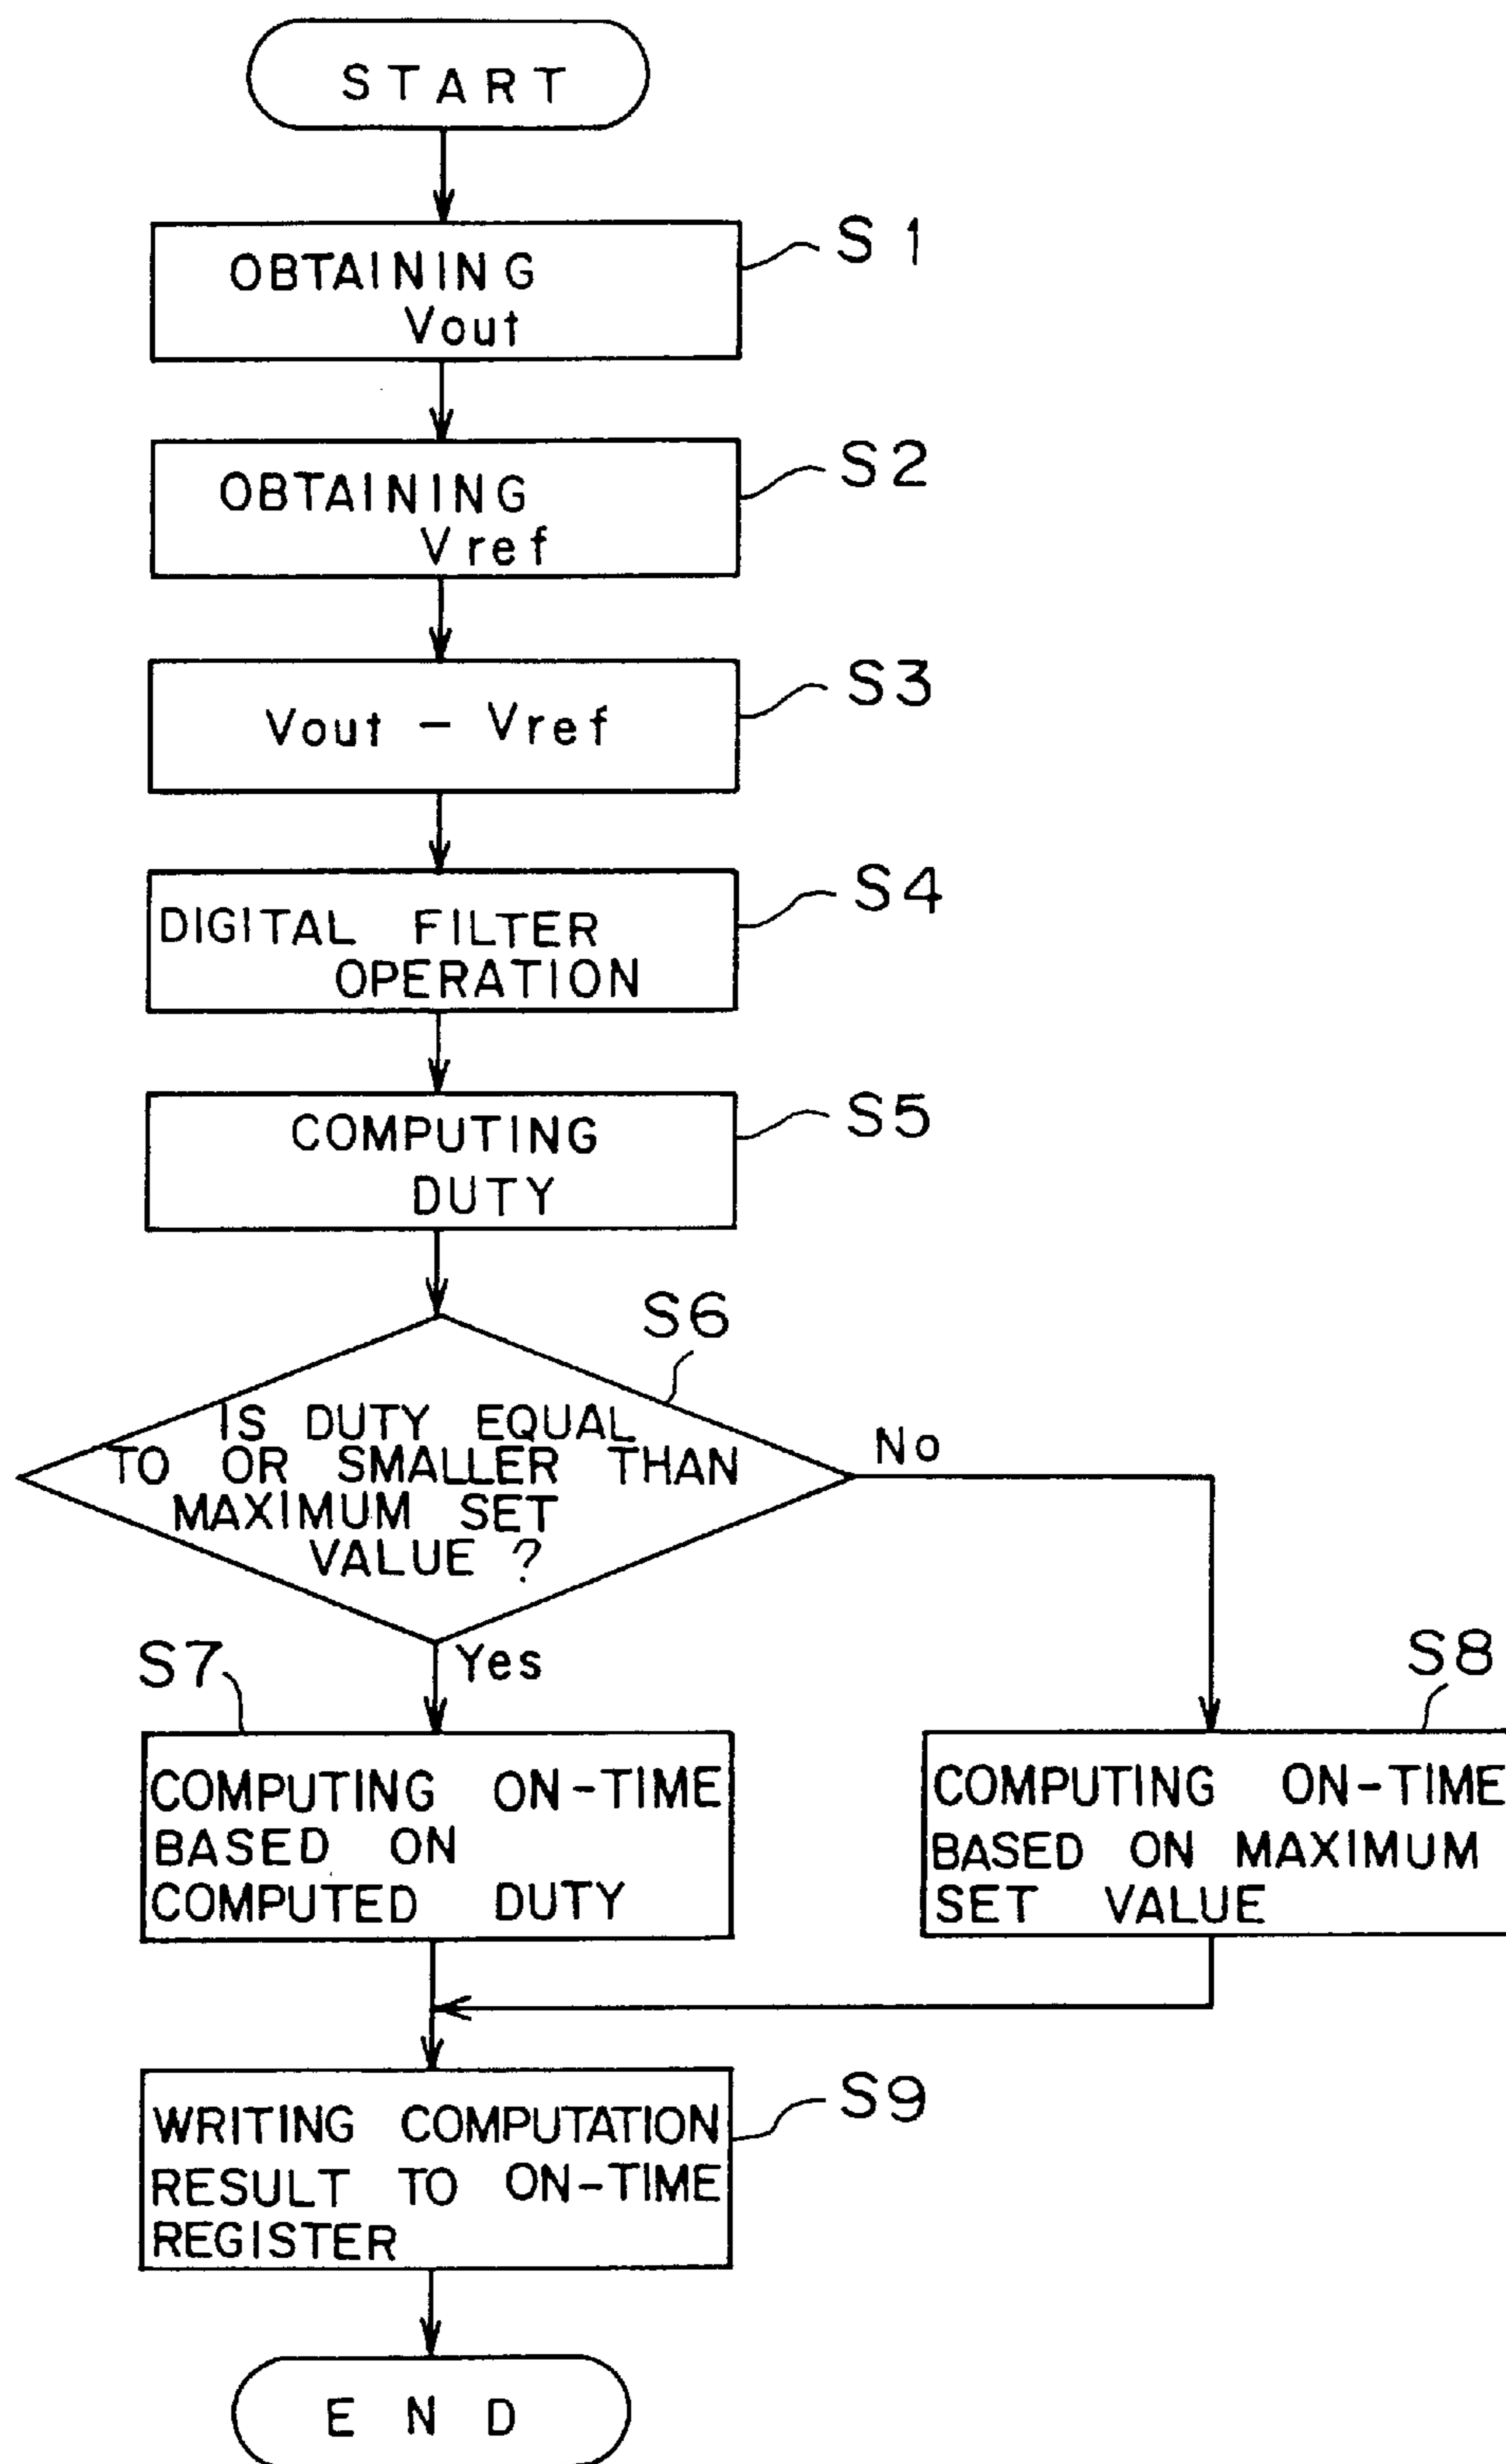 START
OBTAINING
Vout
S1
OBTAINING
Vref
S2
Vout - Vref
S3
DIGITAL FILTER
OPERATION
S4
COMPUTING
DUTY
S5
S6
IS DUTY EQUAL
TO OR SMALLER THAN
MAXIMUM SET
VALUE ?
No
Yes
S7
COMPUTING ON-TIME
BASED ON
COMPUTED DUTY
S8
COMPUTING ON-TIME
BASED ON MAXIMUM
SET VALUE
WRITING COMPUTATION
RESULT TO ON-TIME
REGISTER
S9
END